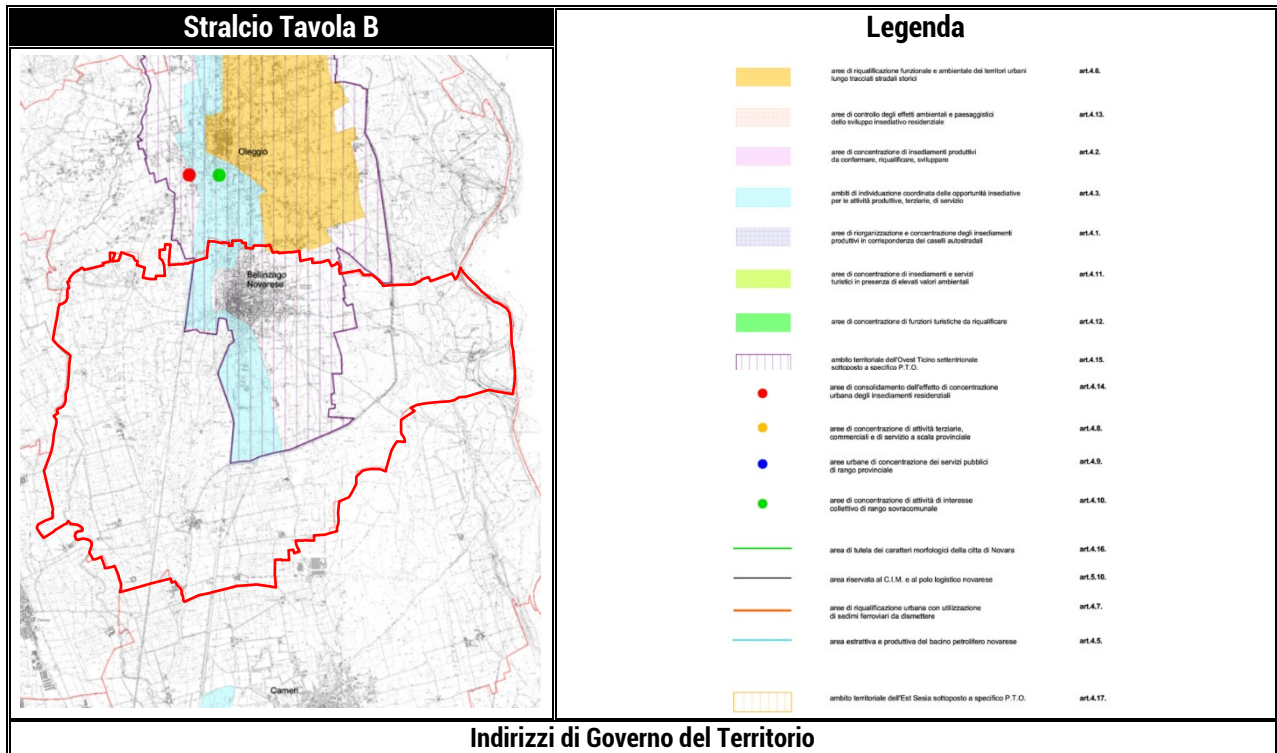 Stralcio Tavola B
Oleggio
Bellinzago
Novarese
Cameri
Legenda
aree di riqualificazione funzionale e ambientale dei territori urbani art.4.6.
lungo tracciati stradali storici
aree di controllo degli effetti ambientali e paesaggistici art.4.13.
dello sviluppo insediativo residenziale
aree di concentrazione di insediamenti produttivi art.4.2.
da confermare, riqualificare, sviluppare
ambiti di individuazione coordinata delle opportunità insediative art.4.3.
per le attività produttive, terziarie, di servizio
aree di riorganizzazione e concentrazione degli insediamenti art.4.1.
produttivi in corrispondenza dei caselli autostradali
area di concentrazione di insediamenti e servizi art.4.11.
turistici in presenza di elevati valori ambientali
aree di concentrazione di funzioni turistiche da riqualificare art.4.12.
ambito territoriale dell'Ovest Ticino settentrionale art.4.15.
sottoposto a specifico P.T.O.
aree di consolidamento dell'effetto di concentrazione art.4.14.
urbana degli insediamenti residenziali
aree di concentrazione di attività terziarie, art.4.8.
commerciali e di servizio a scala provinciale
aree urbane di concentrazione dei servizi pubblici art.4.9.
di rango provinciale
aree di concentrazione di attività di interesse art.4.10.
collettivo di rango sovracomunale
area di tutela dei caratteri morfologici della citta di Novara art.4.16.
area riservata al C.I.M. e al polo logistico novarese art.5.10.
aree di riqualificazione urbana con utilizzazione art.4.7.
di sedimi ferroviari da dismettere
area estrattiva e produttiva del bacino petrolifero novarese art.4.5.
ambito territoriale dell'Est Sesia sottoposto a specifico P.T.O. art.4.17.
Indirizzi di Governo del Territorio